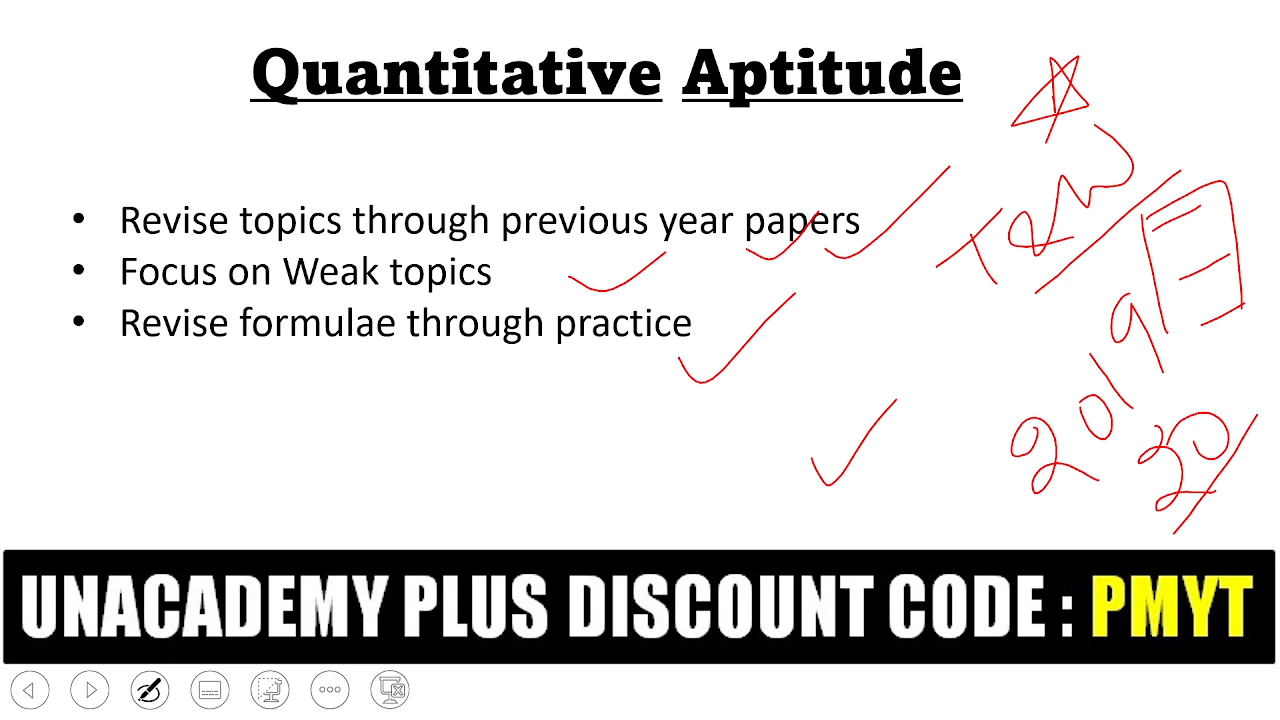 Quantitative Aptitude
• Revise topics through previous year papers
• Focus on Weak topics
• Revise formulae through practice
T&W
2019
20
UNACADEMY PLUS DISCOUNT CODE : PMYT